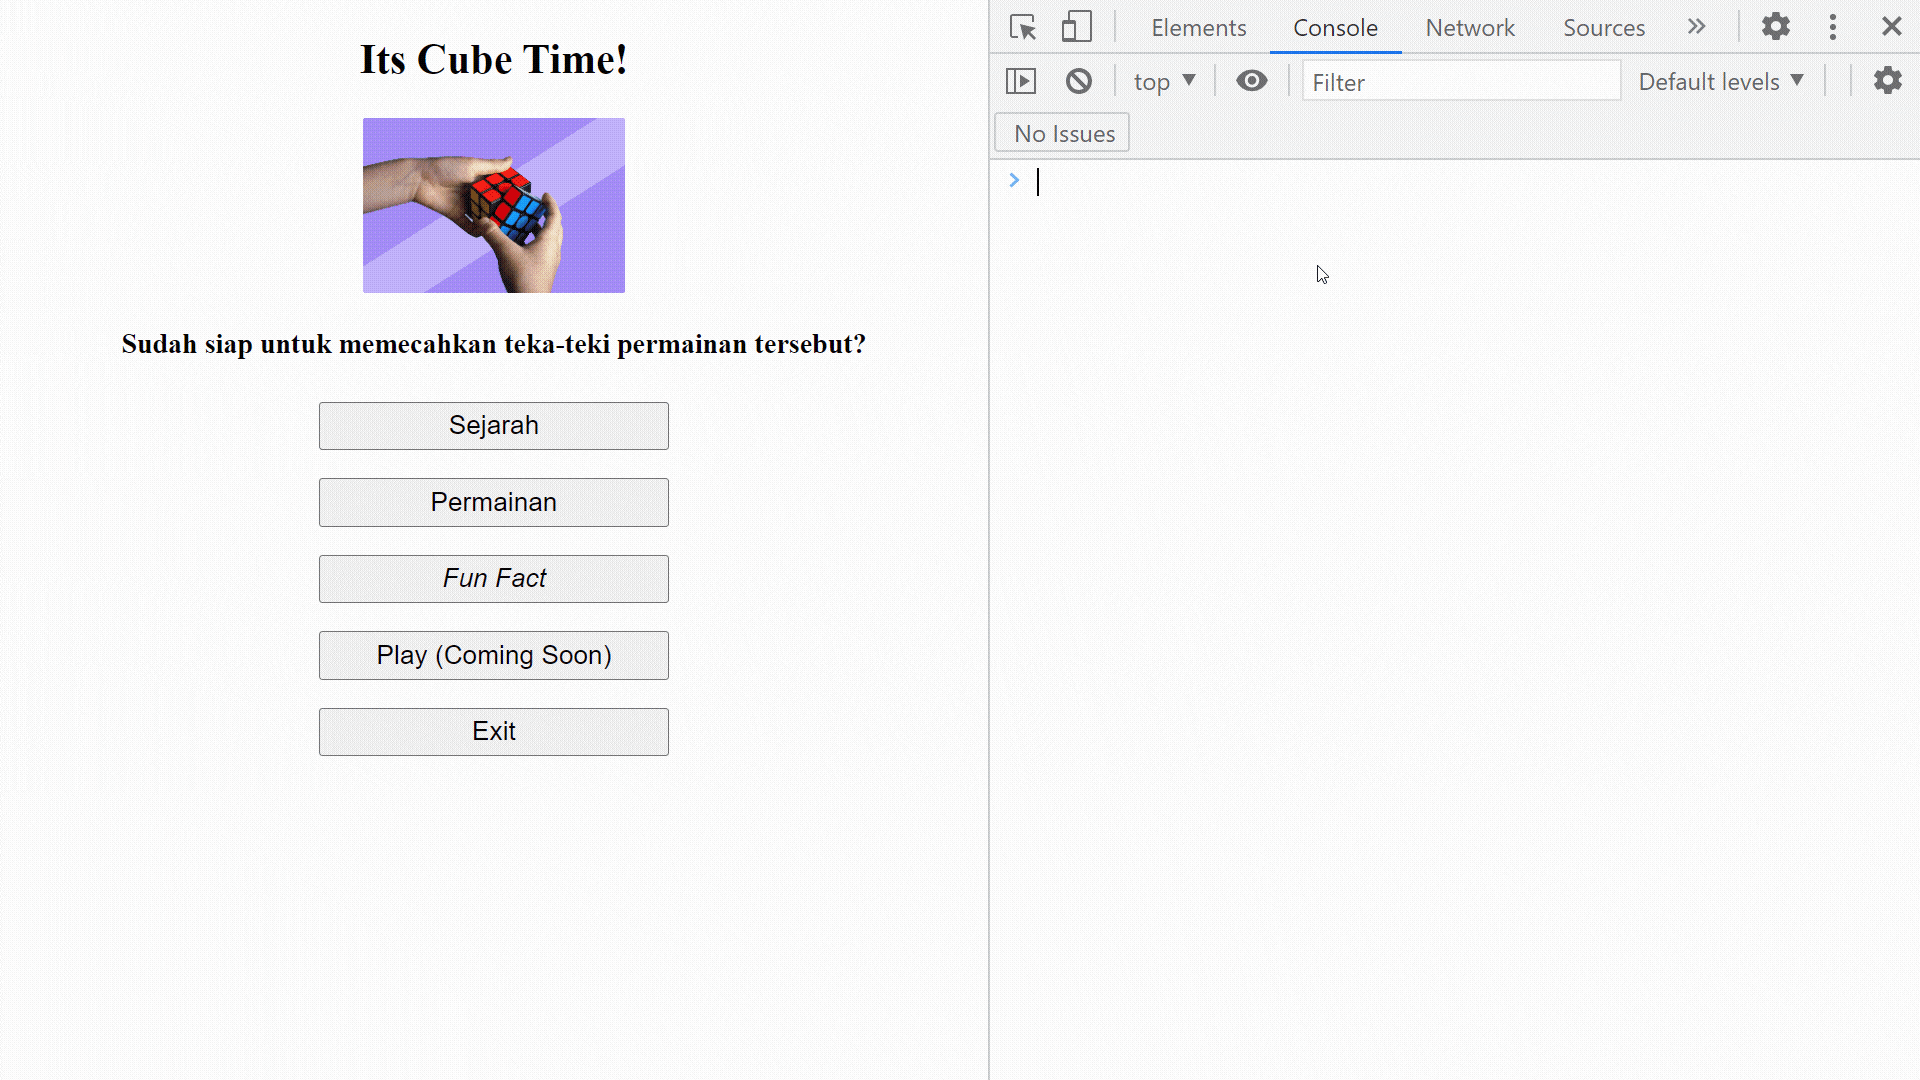 Its Cube Time!
Sudah siap untuk memecahkan teka-teki permainan tersebut?
Sejarah
Permainan
Fun Fact
Play (Coming Soon)
Exit
Elements Console Network Sources
top Filter Default levels
No Issues